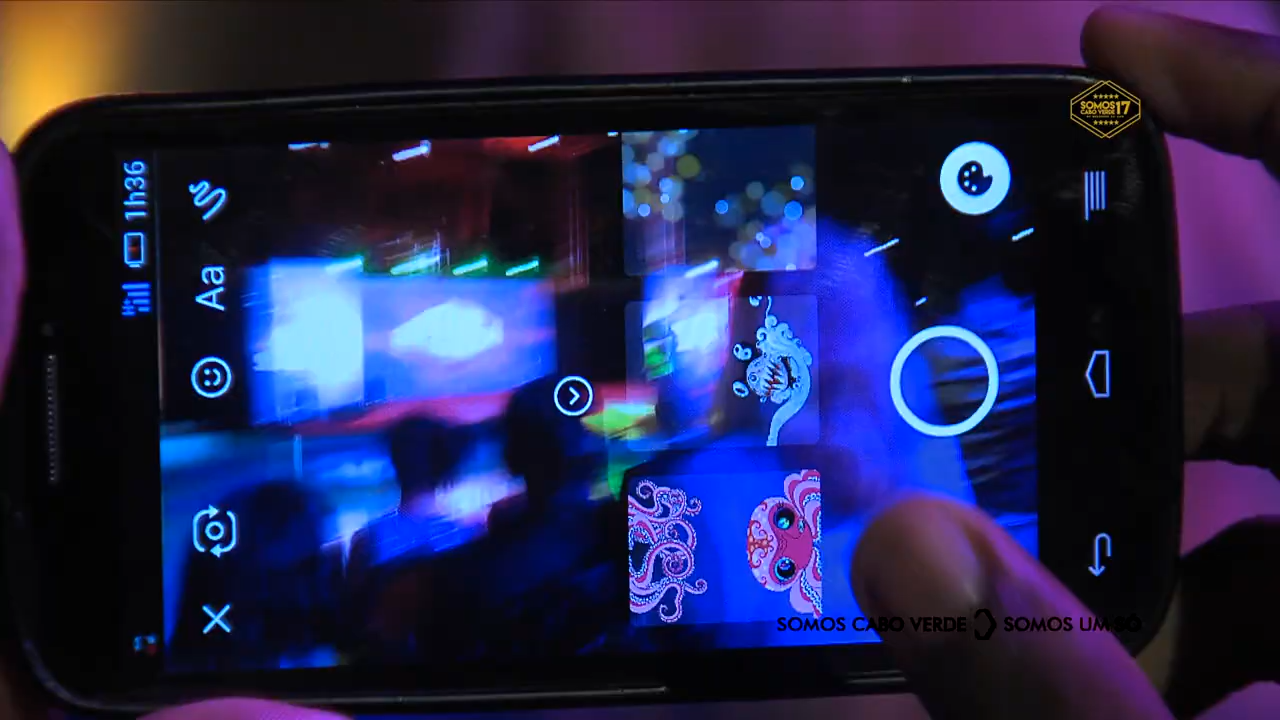 SOMOS 17
CABO VERDE
1h36
Aa
SOMOS CABO VERDE SOMOS UM SÓ